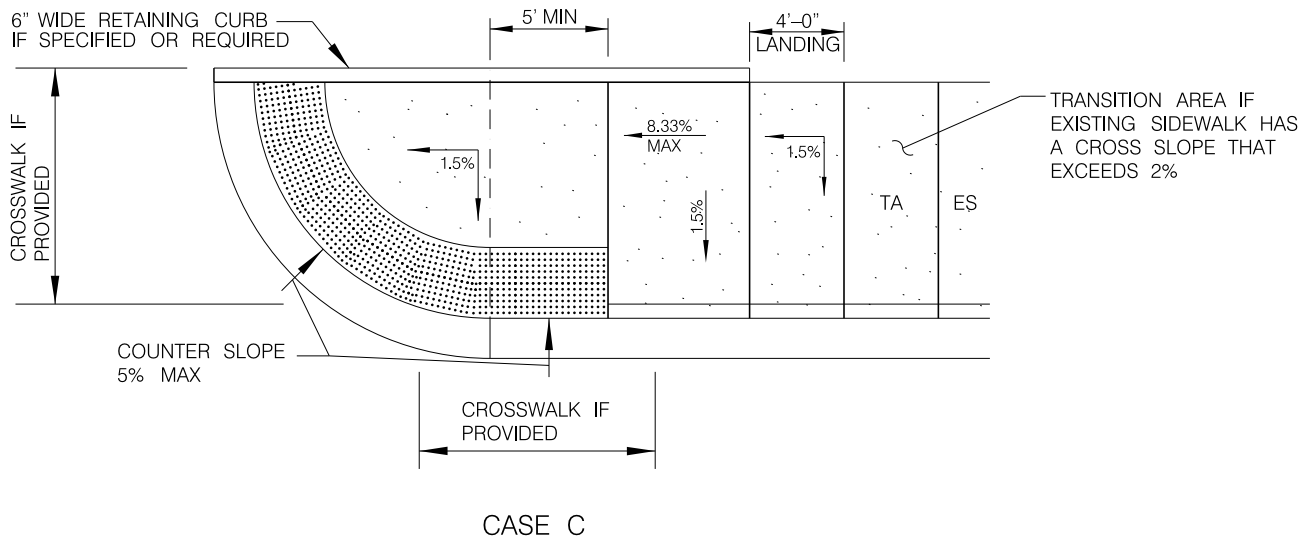 6" WIDE RETAINING CURB
IF SPECIFIED OR REQUIRED
5' MIN
4'–0"
LANDING
CROSSWALK IF
PROVIDED
1.5%
8.33%
MAX
1.5%
1.5%
TRANSITION AREA IF
EXISTING SIDEWALK HAS
A CROSS SLOPE THAT
EXCEEDS 2%
TA
ES
COUNTER SLOPE
5% MAX
CROSSWALK IF
PROVIDED
CASE C